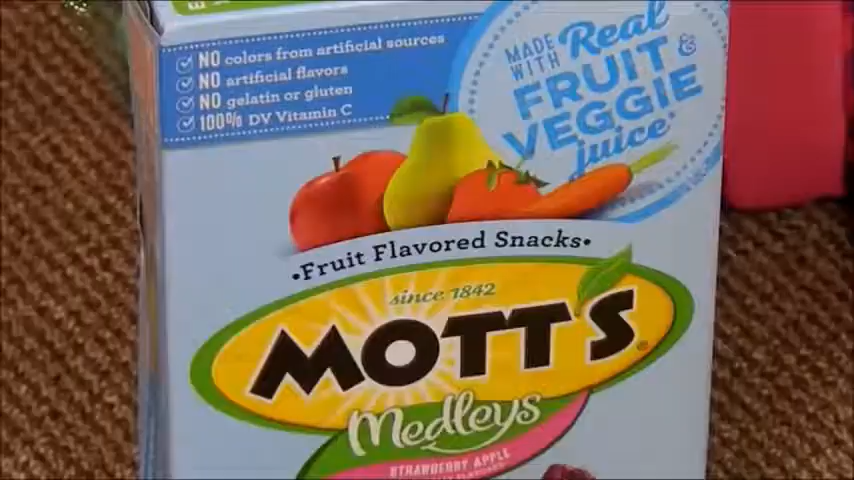 NO colors from artificial sources
NO artificial flavors
NO gelatin or gluten
100% DV Vitamin C
MADE WITH Real
FRUIT &
VEGGIE
juice*
•Fruit Flavored Snacks•
since 1842
MOTT'S®
Medleys
STRAWBERRY APPLE